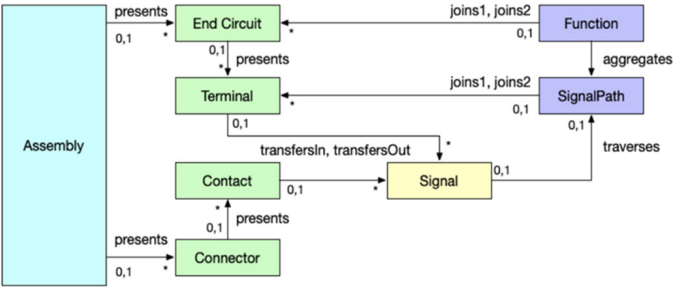 presents
End Circuit
joins1, joins2
Function
0,1
*
*
0,1
0,1
*
presents
aggregates
Terminal
joins1, joins2
SignalPath
*
0,1
0,1
0,1
Assembly
transfersIn, transfersOut
*
traverses
Contact
Signal
0,1
0,1
*
*
0,1
presents
presents
Connector
0,1
*